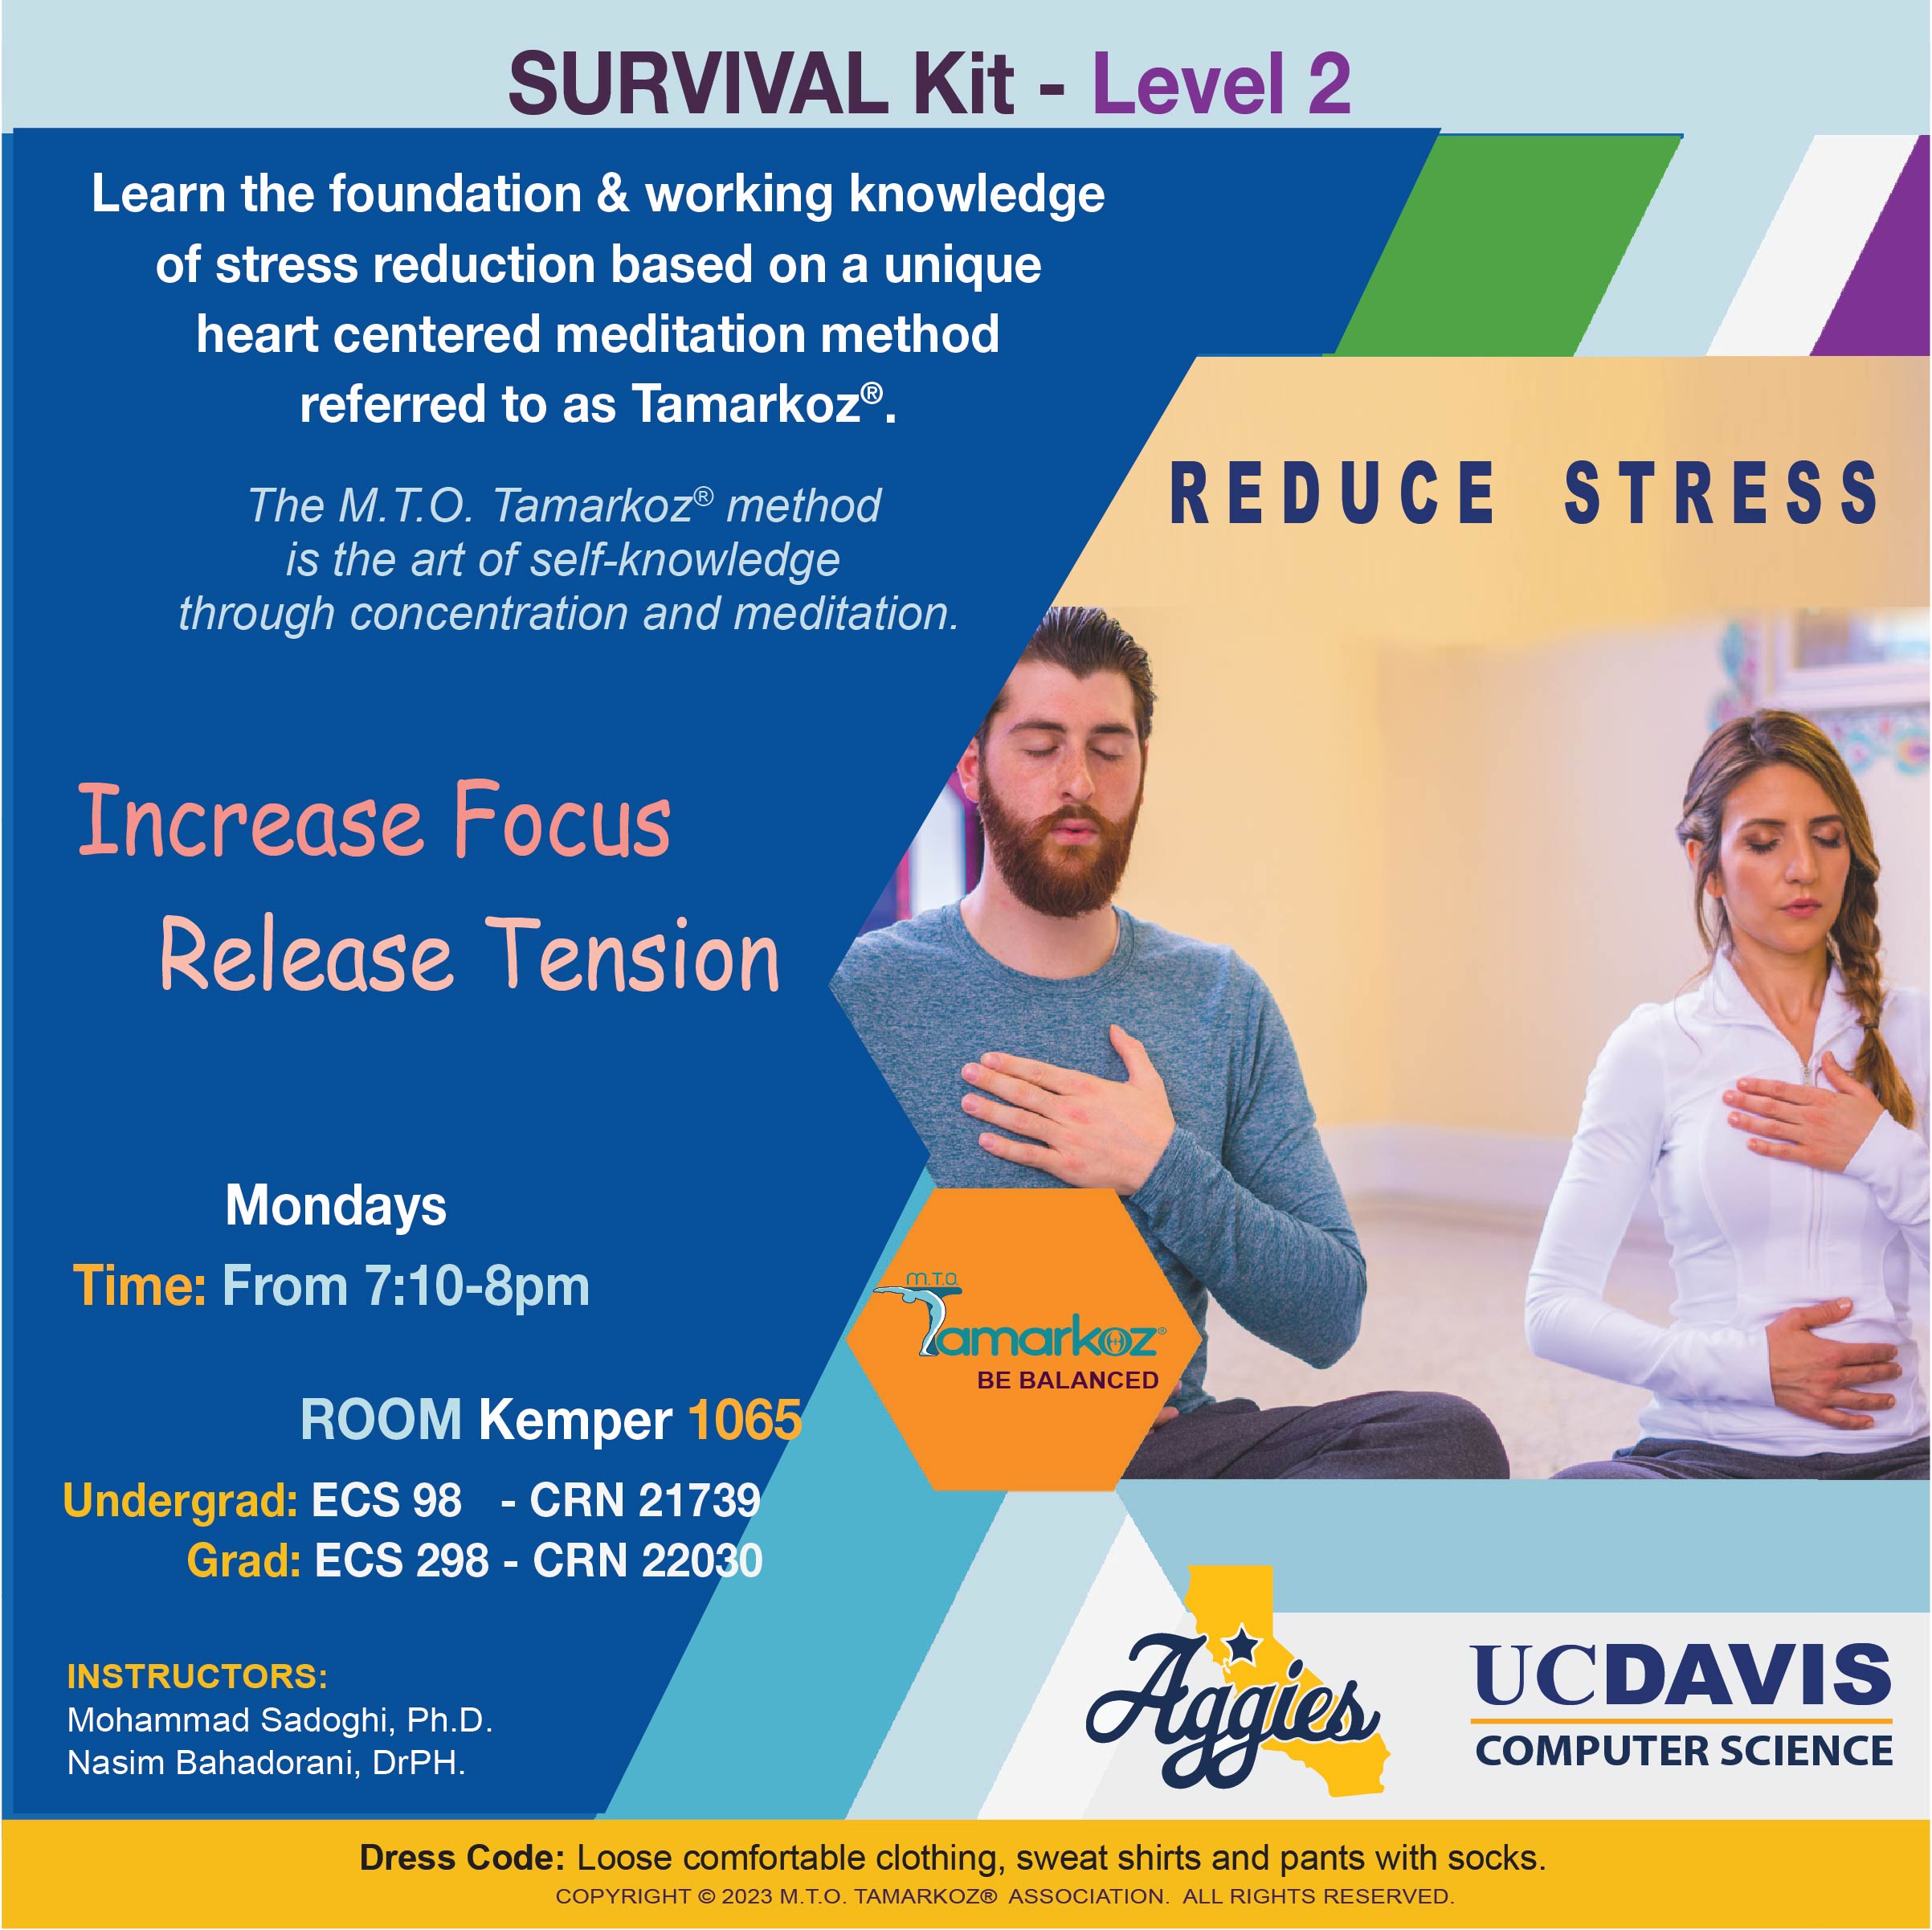 SURVIVAL Kit - Level 2
Learn the foundation & working knowledge
of stress reduction based on a unique
heart centered meditation method
referred to as Tamarkoz®.
The M.T.O. Tamarkoz® method
is the art of self-knowledge
through concentration and meditation.
REDUCE STRESS
Increase Focus
Release Tension
Mondays
Time: From 7:10-8pm
ROOM Kemper 1065
Undergrad: ECS 98 - CRN 21739
Grad: ECS 298 - CRN 22030
INSTRUCTORS:
Mohammad Sadoghi, Ph.D.
Nasim Bahadorani, DrPH.
M.T.O.
Tamarkoz®
BE BALANCED
Aggies
UCDAVIS
COMPUTER SCIENCE
Dress Code: Loose comfortable clothing, sweat shirts and pants with socks.
COPYRIGHT © 2023 M.T.O. TAMARKOZ® ASSOCIATION. ALL RIGHTS RESERVED.